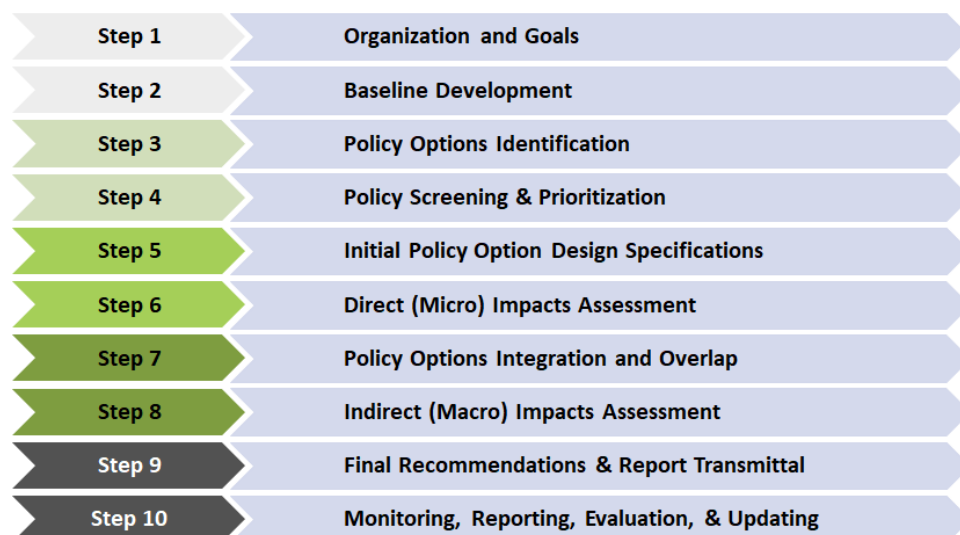 Step 1 Organization and Goals
Step 2 Baseline Development
Step 3 Policy Options Identification
Step 4 Policy Screening & Prioritization
Step 5 Initial Policy Option Design Specifications
Step 6 Direct (Micro) Impacts Assessment
Step 7 Policy Options Integration and Overlap
Step 8 Indirect (Macro) Impacts Assessment
Step 9 Final Recommendations & Report Transmittal
Step 10 Monitoring, Reporting, Evaluation, & Updating